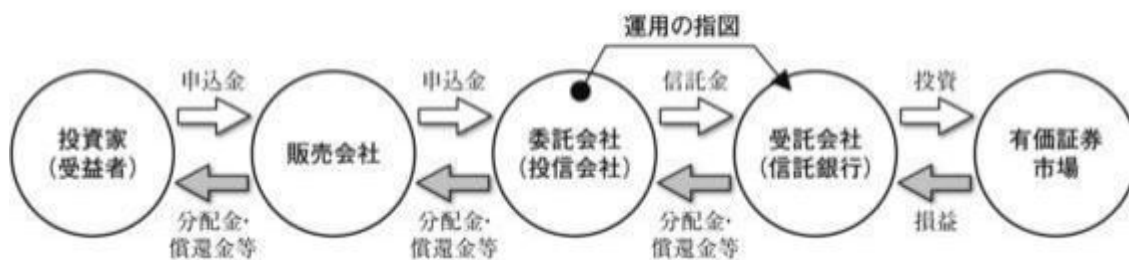 運用の指図
申込金
申込金
信託金
投資
投資家
(受益者)
販売会社
委託会社
(投信会社)
受託会社
(信託銀行)
有価証券
市場
分配金・
償還金等
分配金・
償還金等
分配金・
償還金等
損益